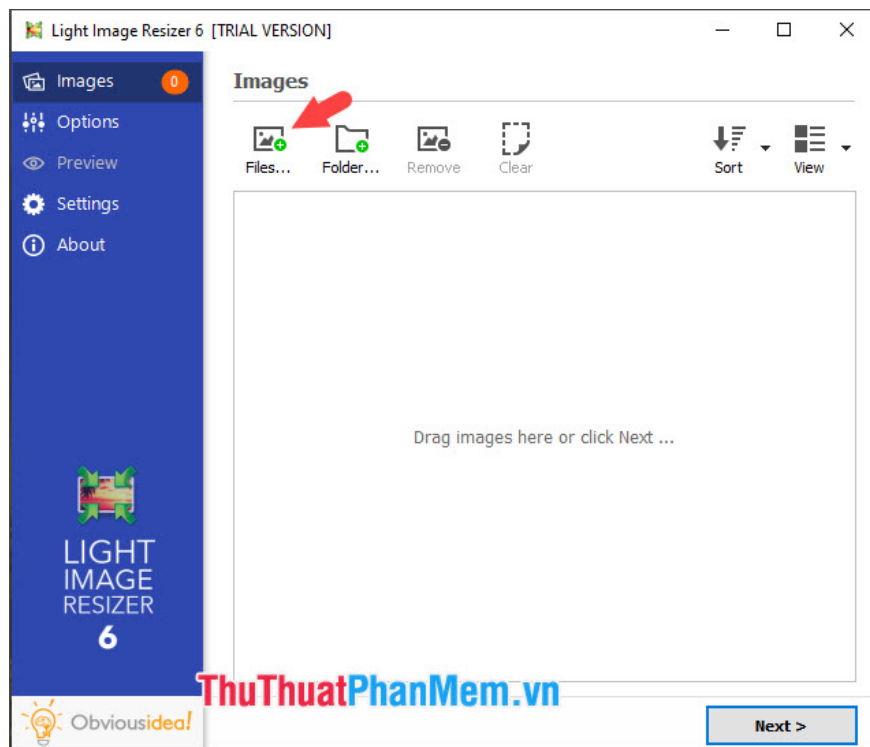 Light Image Resizer 6 [TRIAL VERSION]
Images 0
Options
Preview
Settings
About
LIGHT
IMAGE
RESIZER
6
Obviousidea!
Images
Files... Folder... Remove Clear Sort View
Drag images here or click Next ...
ThuThuatPhanMem.vn
Next >